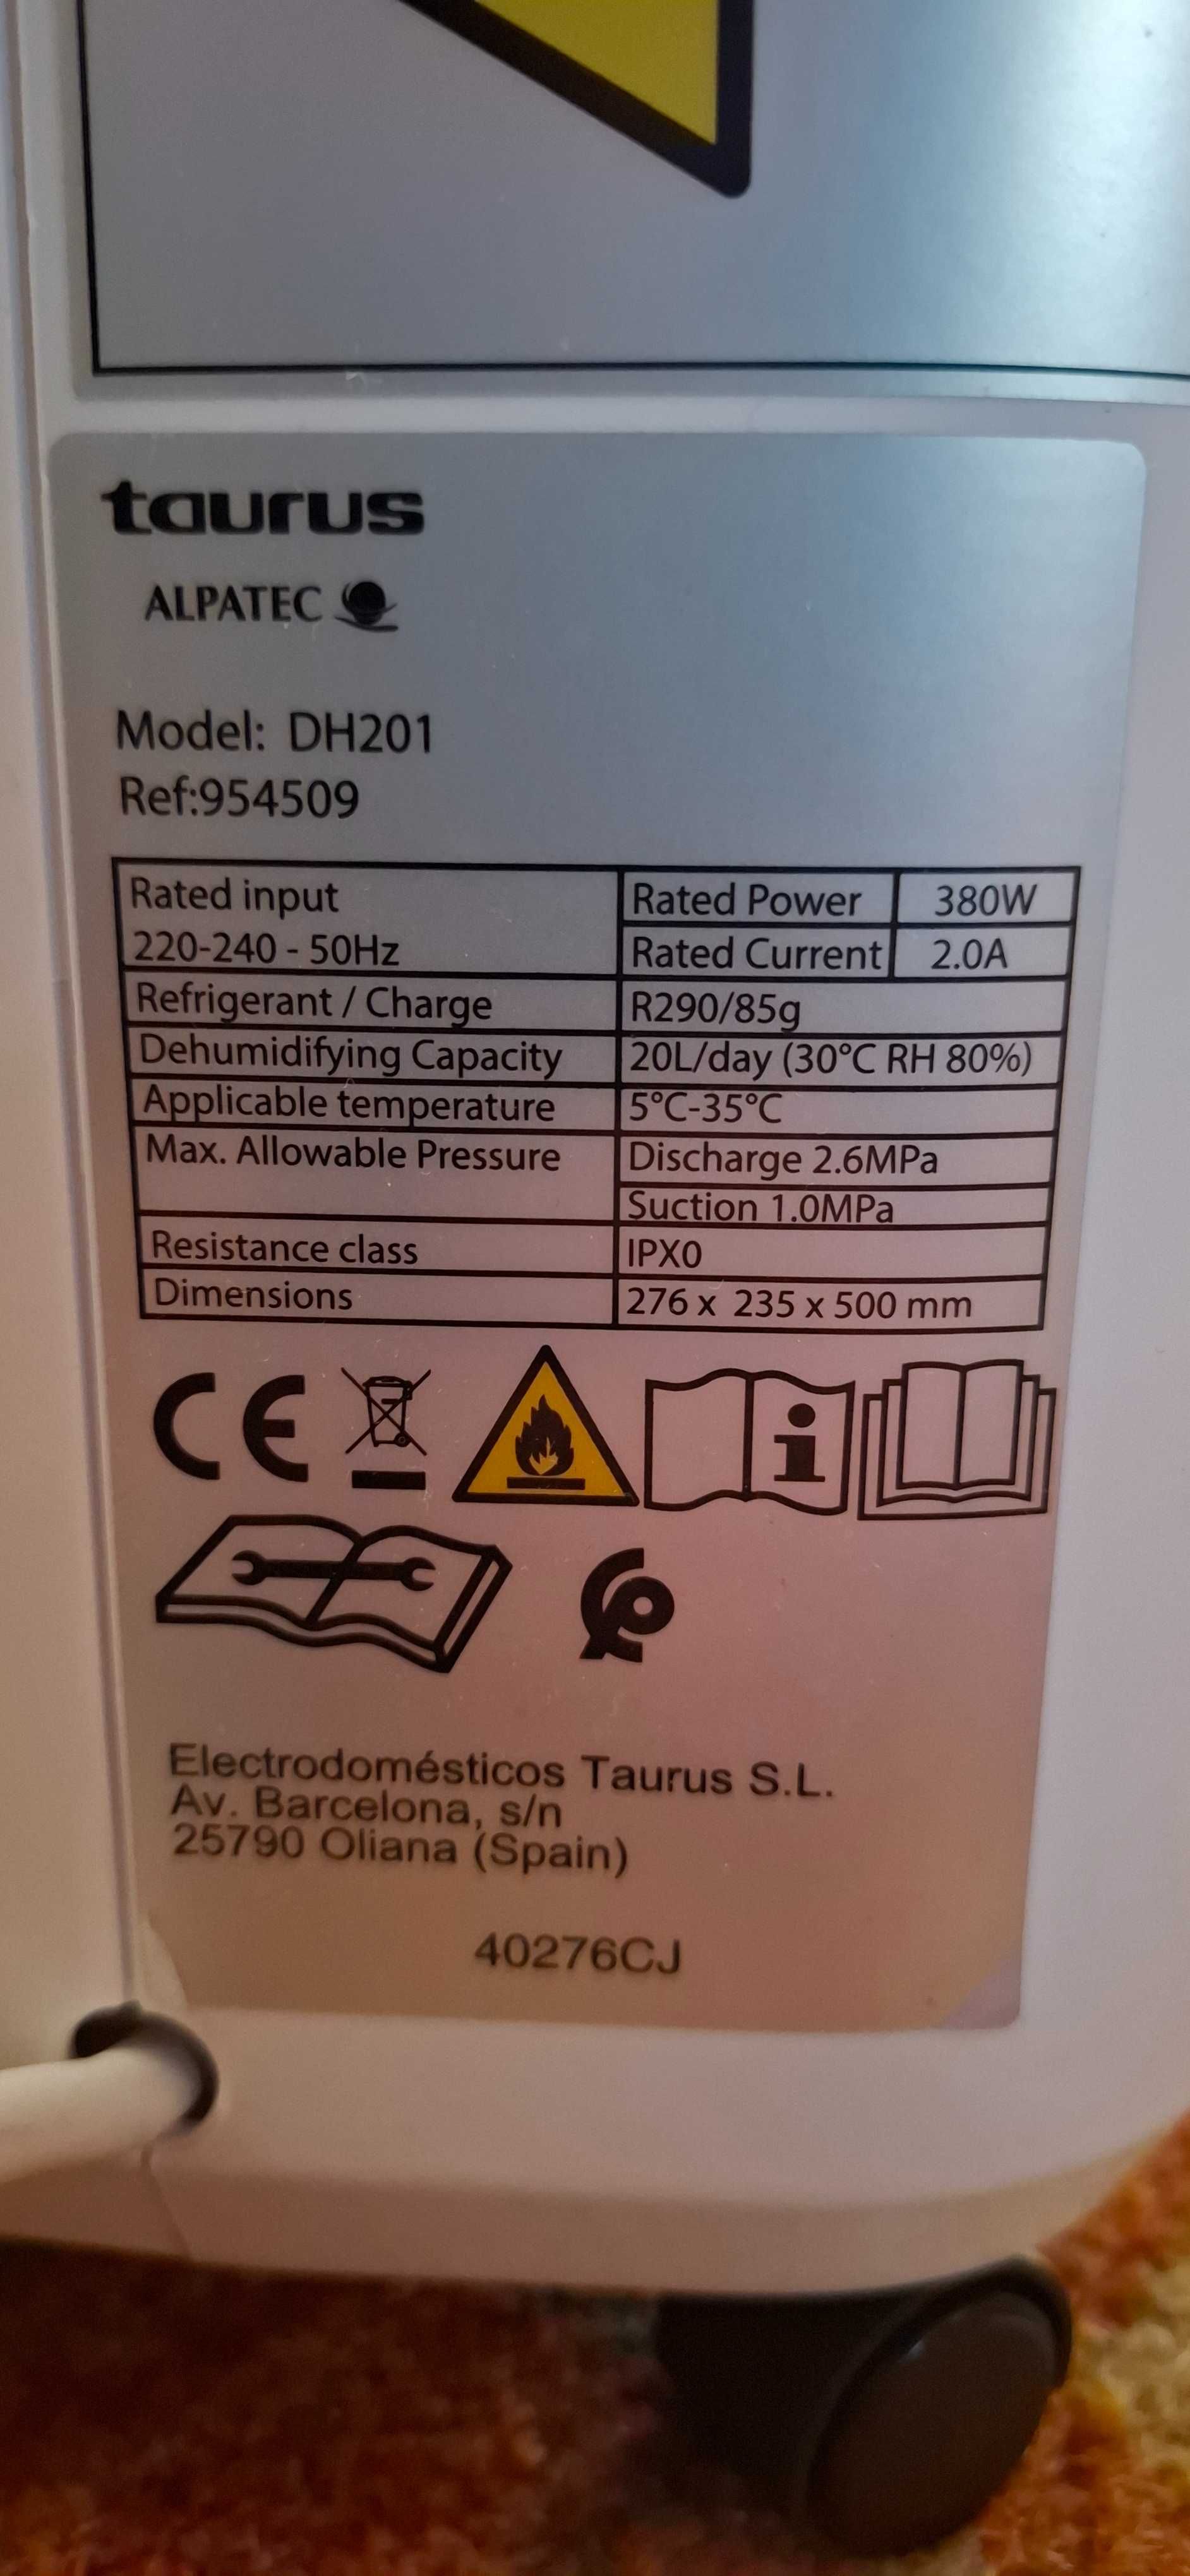 taurus
ALPATEC
Model: DH201
Ref:954509
Rated input
220-240 - 50Hz
Rated Power 380W
Rated Current 2.0A
Refrigerant / Charge R290/85g
Dehumidifying Capacity 20L/day (30°C RH 80%)
Applicable temperature 5°C-35°C
Max. Allowable Pressure Discharge 2.6MPa
Suction 1.0MPa
Resistance class IPX0
Dimensions 276 x 235 x 500 mm
CE
Electrodomésticos Taurus S.L.
Av. Barcelona, s/n
25790 Oliana (Spain)
40276CJ